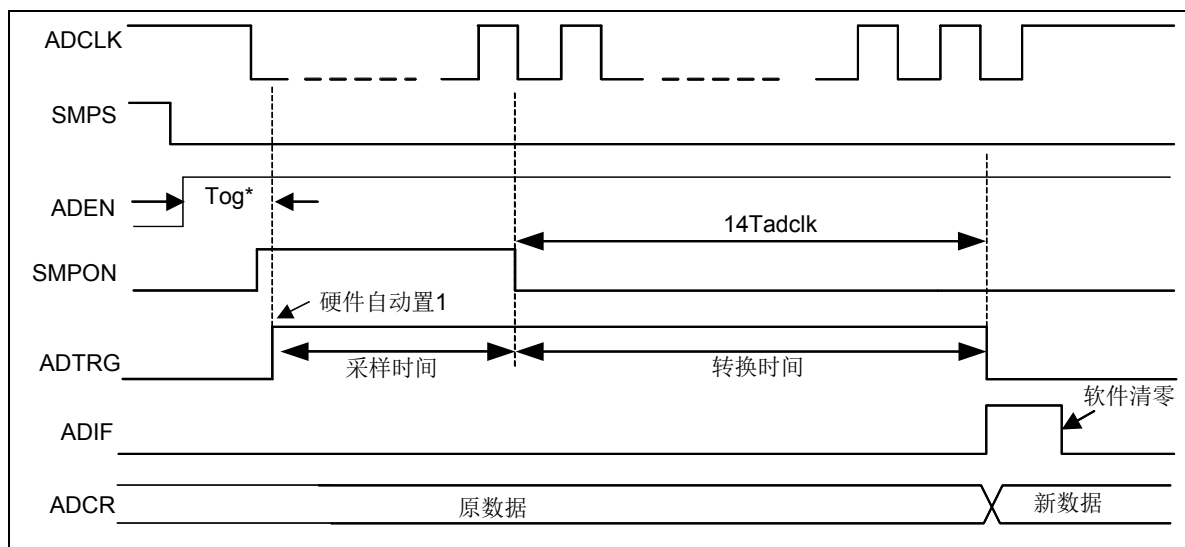 ADCLK
SMPS
ADEN
Tog*
14Tadclk
SMPON
硬件自动置1
ADTRG
采样时间
转换时间
软件清零
ADIF
ADCR
原数据
新数据